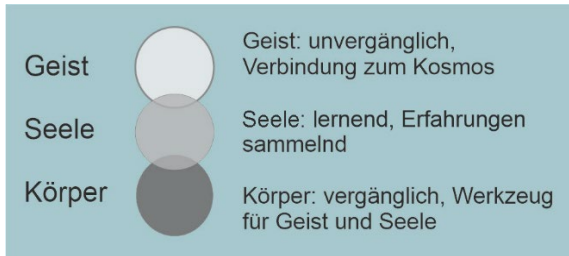 Geist
Geist: unvergänglich,
Verbindung zum Kosmos
Seele
Seele: lernend, Erfahrungen
sammelnd
Körper
Körper: vergänglich, Werkzeug
für Geist und Seele